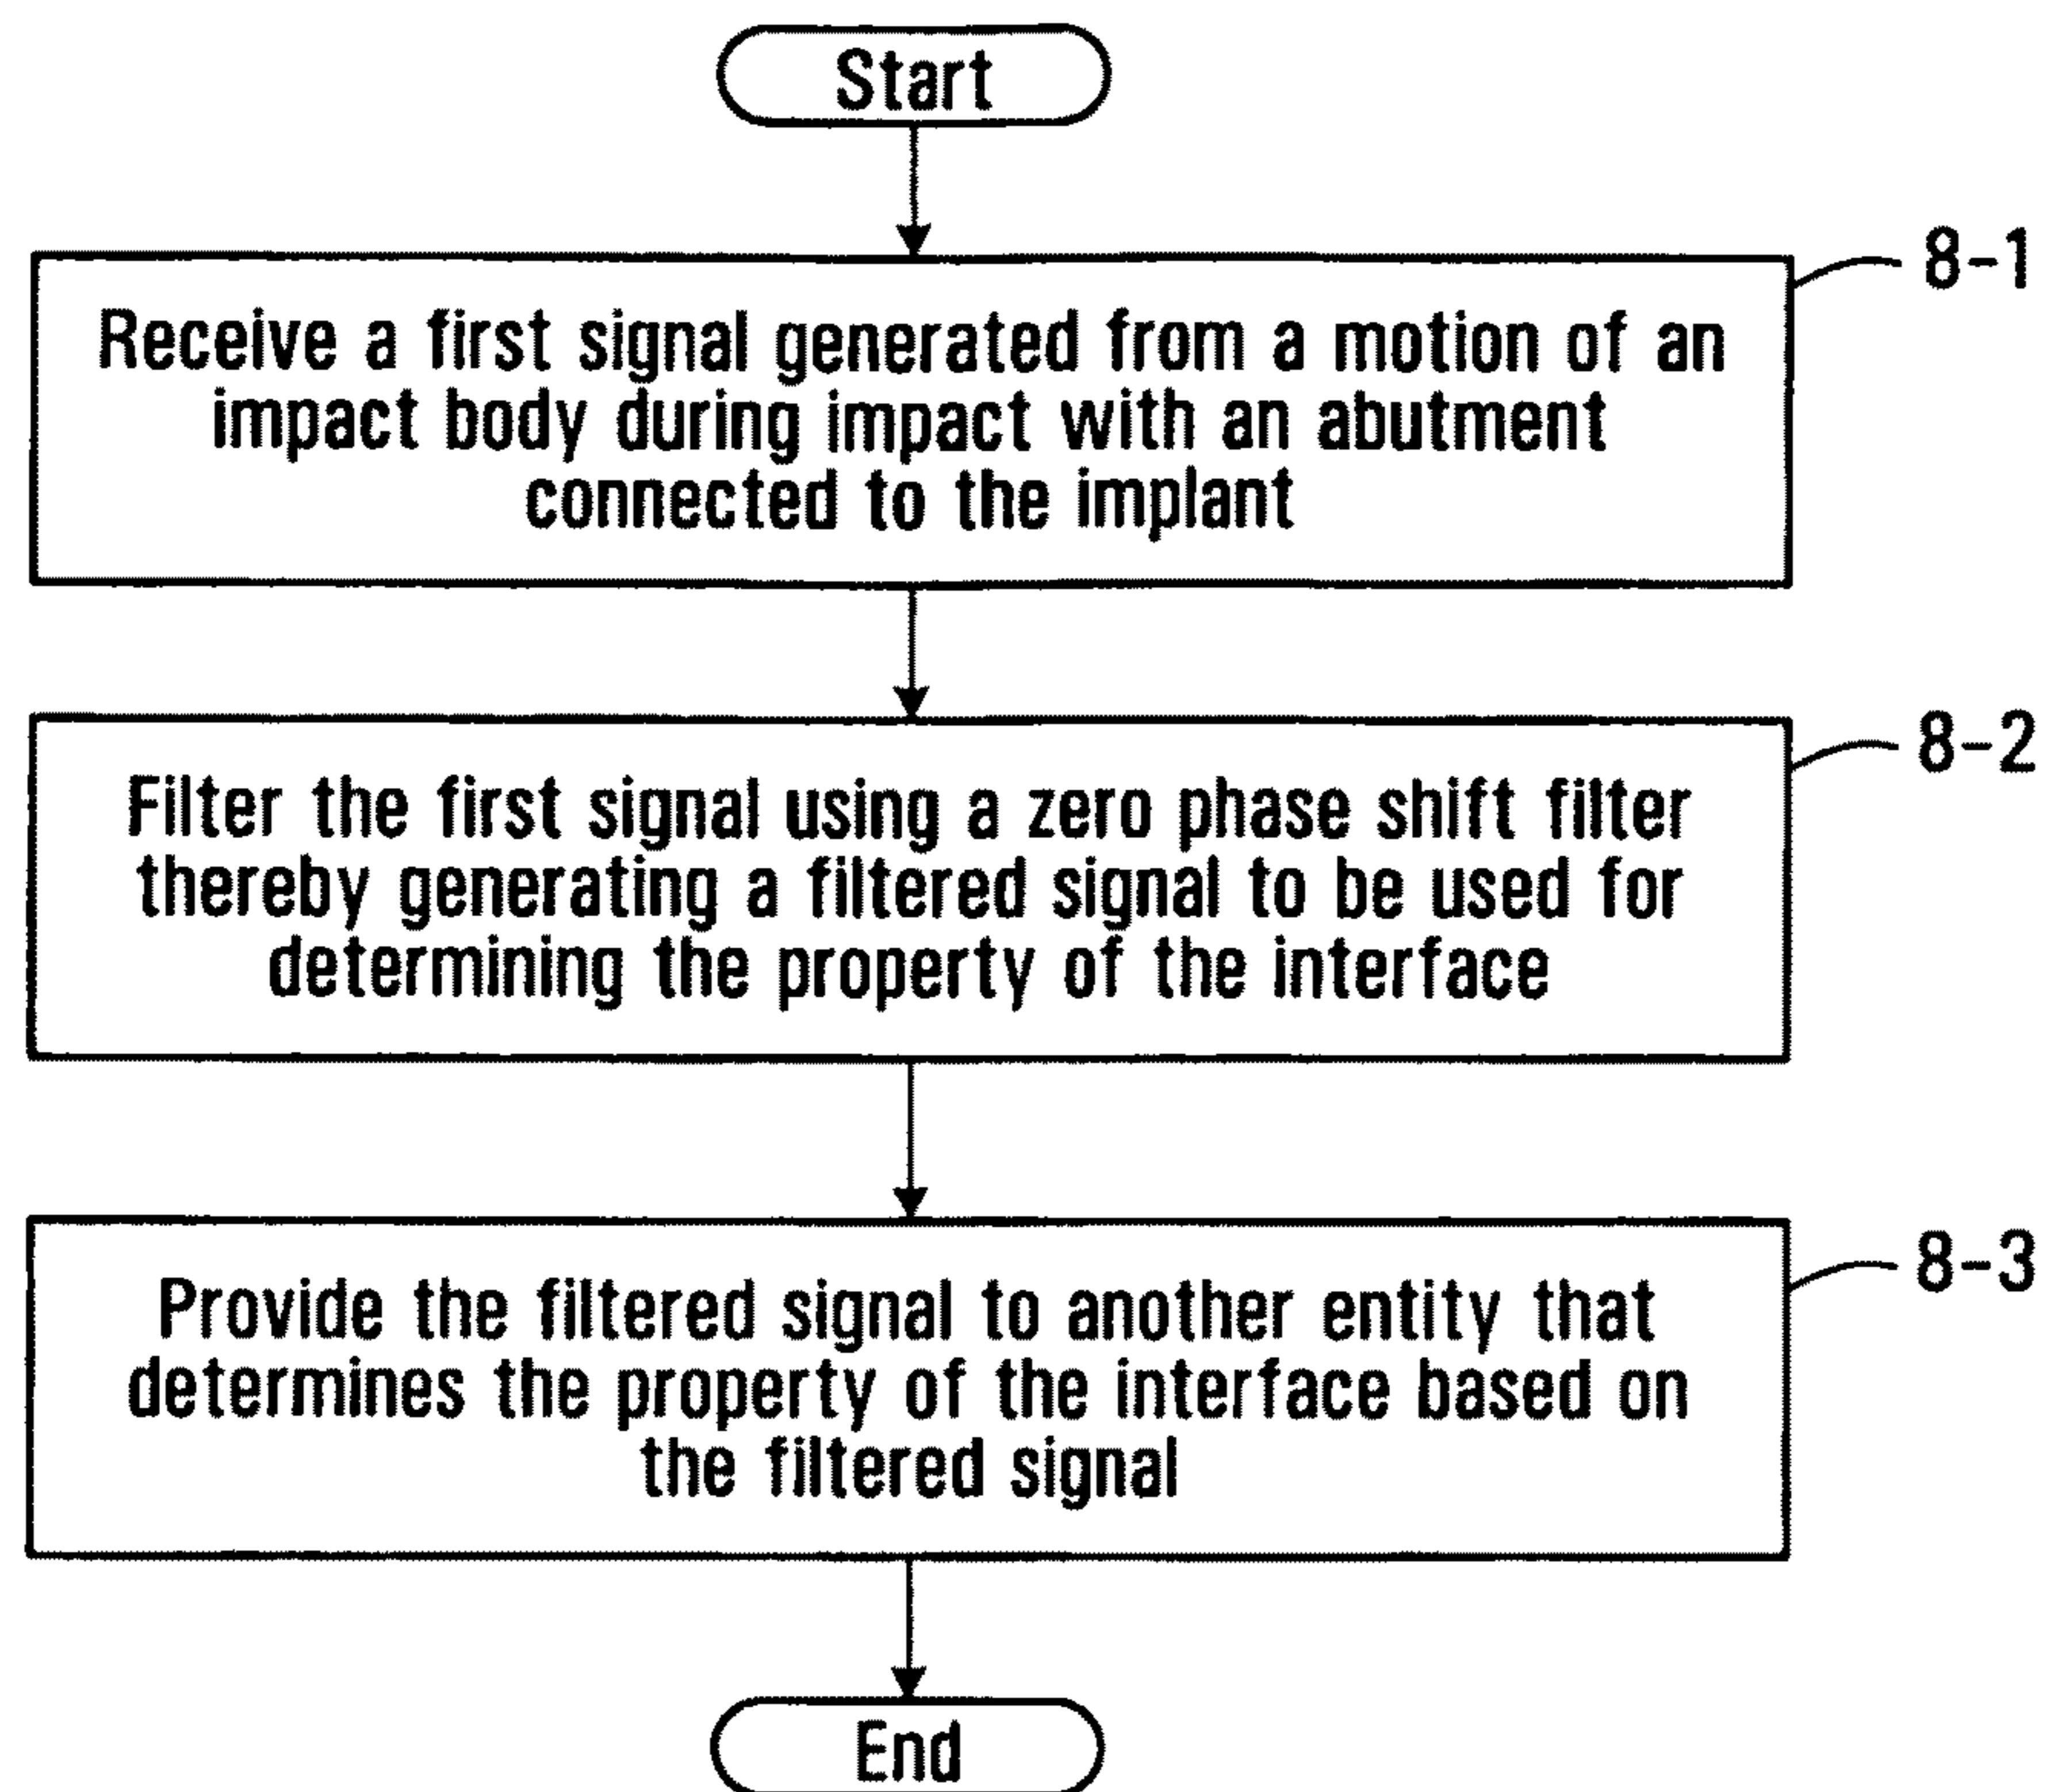 Start
8-1
Receive a first signal generated from a motion of an
impact body during impact with an abutment
connected to the implant
8-2
Filter the first signal using a zero phase shift filter
thereby generating a filtered signal to be used for
determining the property of the interface
8-3
Provide the filtered signal to another entity that
determines the property of the interface based on
the filtered signal
End